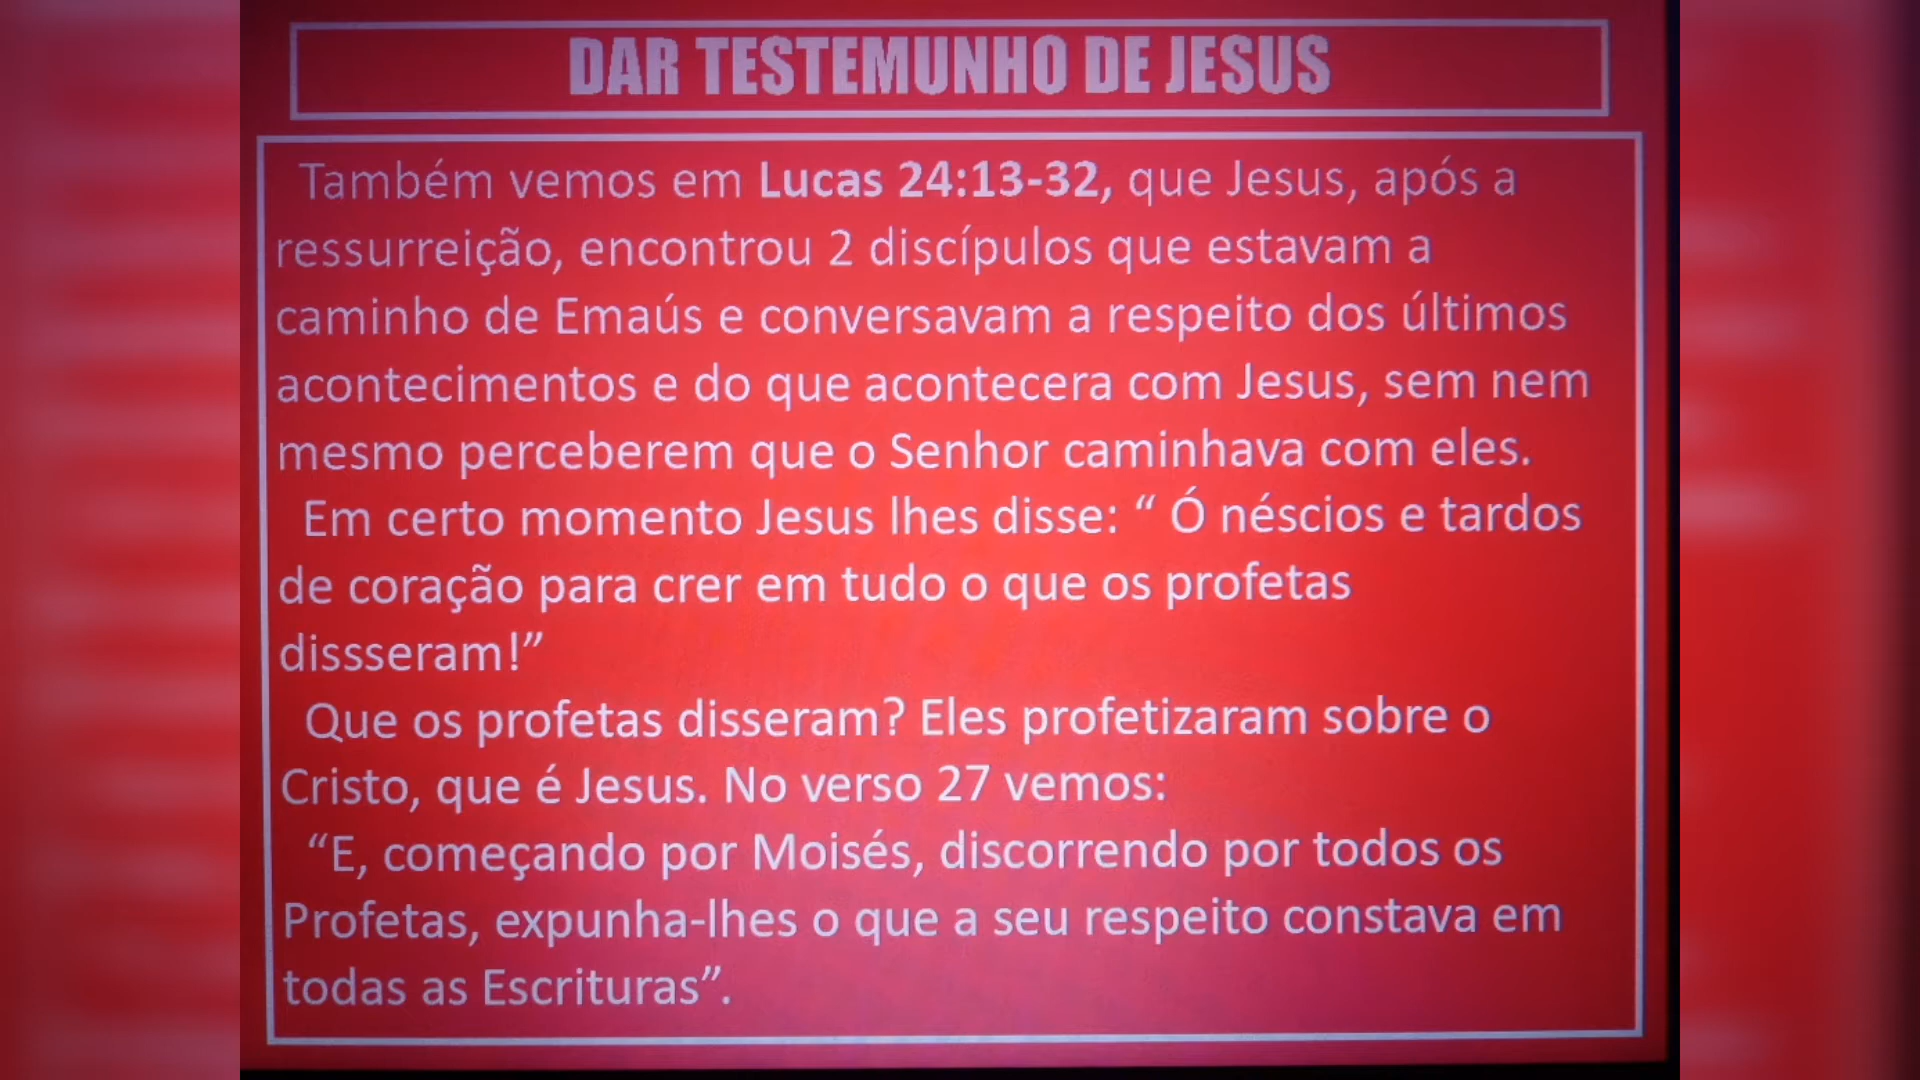 DAR TESTEMUNHO DE JESUS
Também vemos em Lucas 24:13-32, que Jesus, após a
ressurreição, encontrou 2 discípulos que estavam a
caminho de Emaús e conversavam a respeito dos últimos
acontecimentos e do que acontecera com Jesus, sem nem
mesmo perceberem que o Senhor caminhava com eles.
Em certo momento Jesus lhes disse: “ Ó néscios e tardos
de coração para crer em tudo o que os profetas
dissseram!”
Que os profetas disseram? Eles profetizaram sobre o
Cristo, que é Jesus. No verso 27 vemos:
“E, começando por Moisés, discorrendo por todos os
Profetas, expunha-lhes o que a seu respeito constava em
todas as Escrituras”.